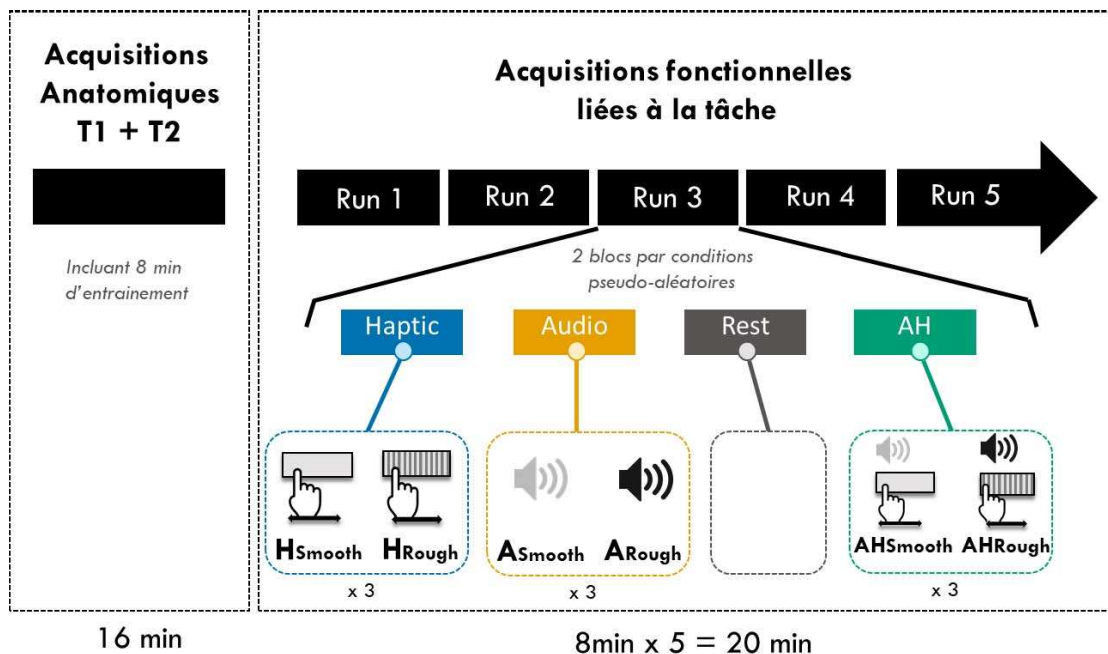 Acquisitions
Anatomiques
T1 + T2
Incluant 8 min
d'entrainement
16 min
Acquisitions fonctionnelles
liées à la tâche
Run 1 Run 2 Run 3 Run 4 Run 5
2 blocs par conditions
pseudo-aléatoires
Haptic Audio Rest AH
HSmooth HRough ASmooth ARough AHSmooth AHRough
x 3 x 3 x 3
8min x 5 = 20 min